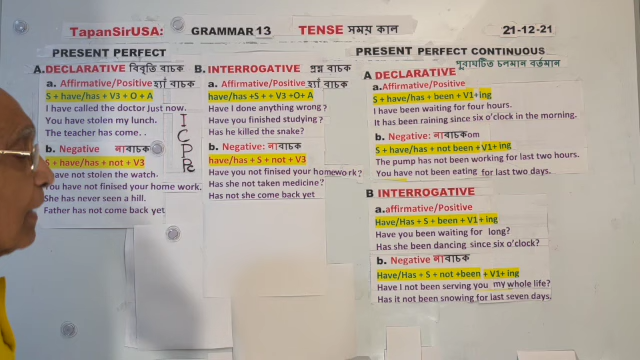 TapanSirUSA: GRAMMAR 13 TENSE সময় কাল 21-12-21
PRESENT PERFECT
A.DECLARATIVE বিবৃতি বাচক
a. Affirmative/Positive হ্যাঁ বাচক
S + have/has + V3 + O + A
I have called the doctor just now.
You have stolen my lunch.
The teacher has come. .
b. Negative নাবাচক
S + have/has + not + V3
have not stolen the watch.
You have not finised your home work.
She has never seen a hill.
Father has not come back yet
I
C
P
B. INTERROGATIVE প্রশ্ন বাচক
a. Affirmative/Positive হ্যাঁ বাচক
have/has +S + + V3 +O+ A
Have I done anything wrong?
Have you finished studying?
Has he killed the snake?
b. Negative: নাবাচক
have/has + S + not + V3
Have you not finised your homework?
Has she not taken medicine?
Has not she come back yet
PRESENT PERFECT CONTINUOUS
পুরাঘটিত চলমান বর্তমান
A DECLARATIVE
a.Affirmative/Positive
S + have/has + been + V1+ing
I have been waiting for four hours.
It has been raining since six o'clock in the morning.
b. Negative: নাবাচকom
S + have/has + not been +V1+ ing
The pump has not been working for last two hours.
You have not been eating for last two days.
B INTERROGATIVE
a.affirmative/Positive
Have/Has + S + been + V1+ ing
Have you been waiting for long?
Has she been dancing since six o'clock?
b. Negative নাবাচক
Have/Has + S + not +been + V1+ ing
Have I not been serving you my whole life?
Has it not been snowing for last seven days.